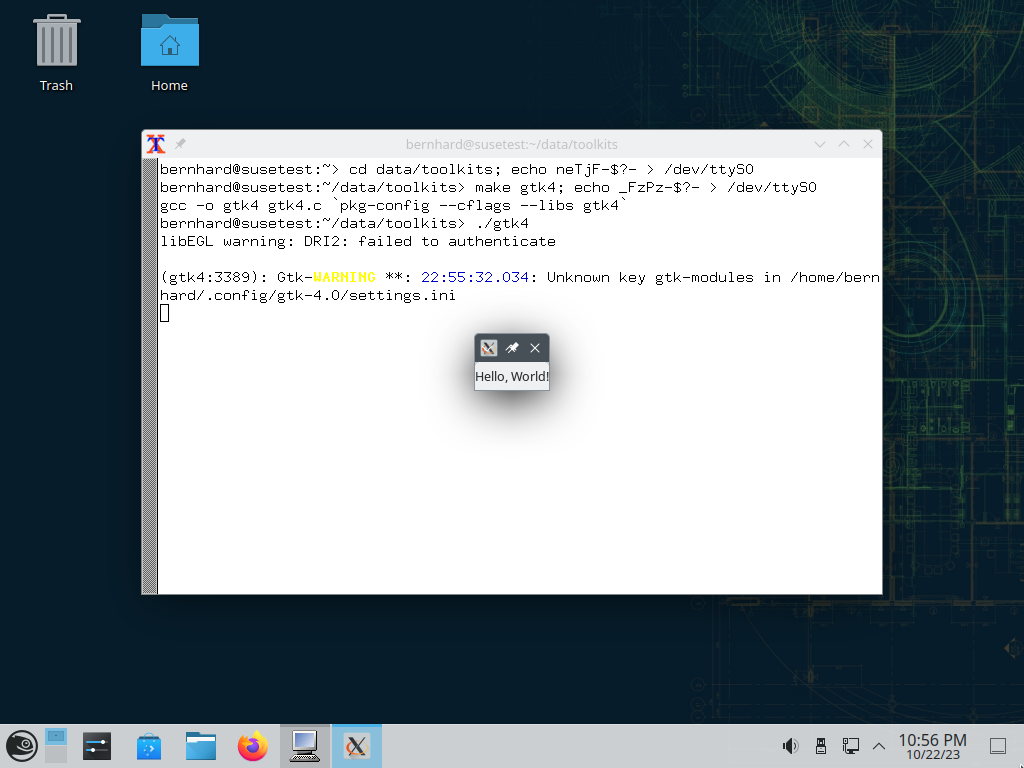 Trash
Home
bernhard@susetest:~/data/toolkits
bernhard@susetest:~> cd data/toolkits; echo neTjF-$?- > /dev/ttyS0
bernhard@susetest:~/data/toolkits> make gtk4; echo _FzPz-$?- > /dev/ttyS0
gcc -o gtk4 gtk4.c `pkg-config --cflags --libs gtk4`
bernhard@susetest:~/data/toolkits> ./gtk4
libEGL warning: DRI2: failed to authenticate
(gtk4:3389): Gtk-WARNING **: 22:55:32.034: Unknown key gtk-modules in /home/bern
hard/.config/gtk-4.0/settings.ini
Hello, World!
10:56 PM
10/22/23